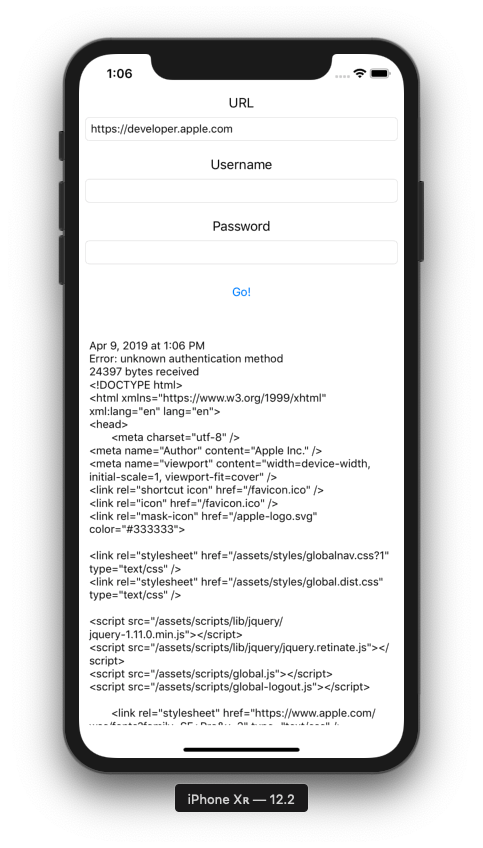 1:06
URL
https://developer.apple.com
Username
Password
Go!
Apr 9, 2019 at 1:06 PM
Error: unknown authentication method
24397 bytes received
<!DOCTYPE html>
<html xmlns="https://www.w3.org/1999/xhtml"
xml:lang="en" lang="en">
<head>
<meta charset="utf-8" />
<meta name="Author" content="Apple Inc." />
<meta name="viewport" content="width=device-width,
initial-scale=1, viewport-fit=cover" />
<link rel="shortcut icon" href="/favicon.ico" />
<link rel="icon" href="/favicon.ico" />
<link rel="mask-icon" href="/apple-logo.svg"
color="#333333">
<link rel="stylesheet" href="/assets/styles/globalnav.css?1"
type="text/css" />
<link rel="stylesheet" href="/assets/styles/global.dist.css"
type="text/css" />
<script src="/assets/scripts/lib/jquery/
jquery-1.11.0.min.js"></script>
<script src="/assets/scripts/lib/jquery/jquery.retinate.js"></
script>
<script src="/assets/scripts/global.js"></script>
<script src="/assets/scripts/global-logout.js"></script>
<link rel="stylesheet" href="https://www.apple.com/
iPhone Xʀ — 12.2